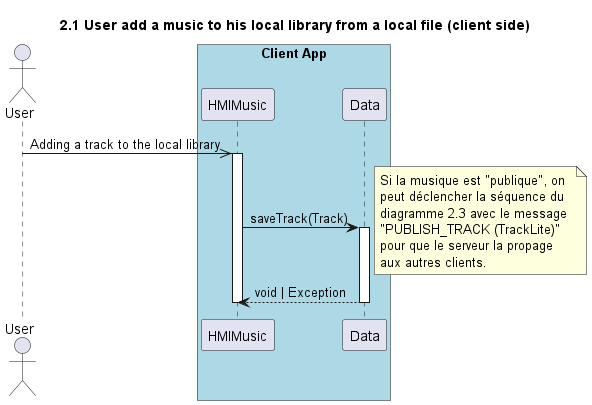 2.1 User add a music to his local library from a local file (client side)
Client App
User
HMIMusic
Data
Adding a track to the local library
Si la musique est "publique", on
peut déclencher la séquence du
diagramme 2.3 avec le message
"PUBLISH_TRACK (TrackLite)"
pour que le serveur la propage
aux autres clients.
saveTrack(Track)
void | Exception
User
HMIMusic
Data